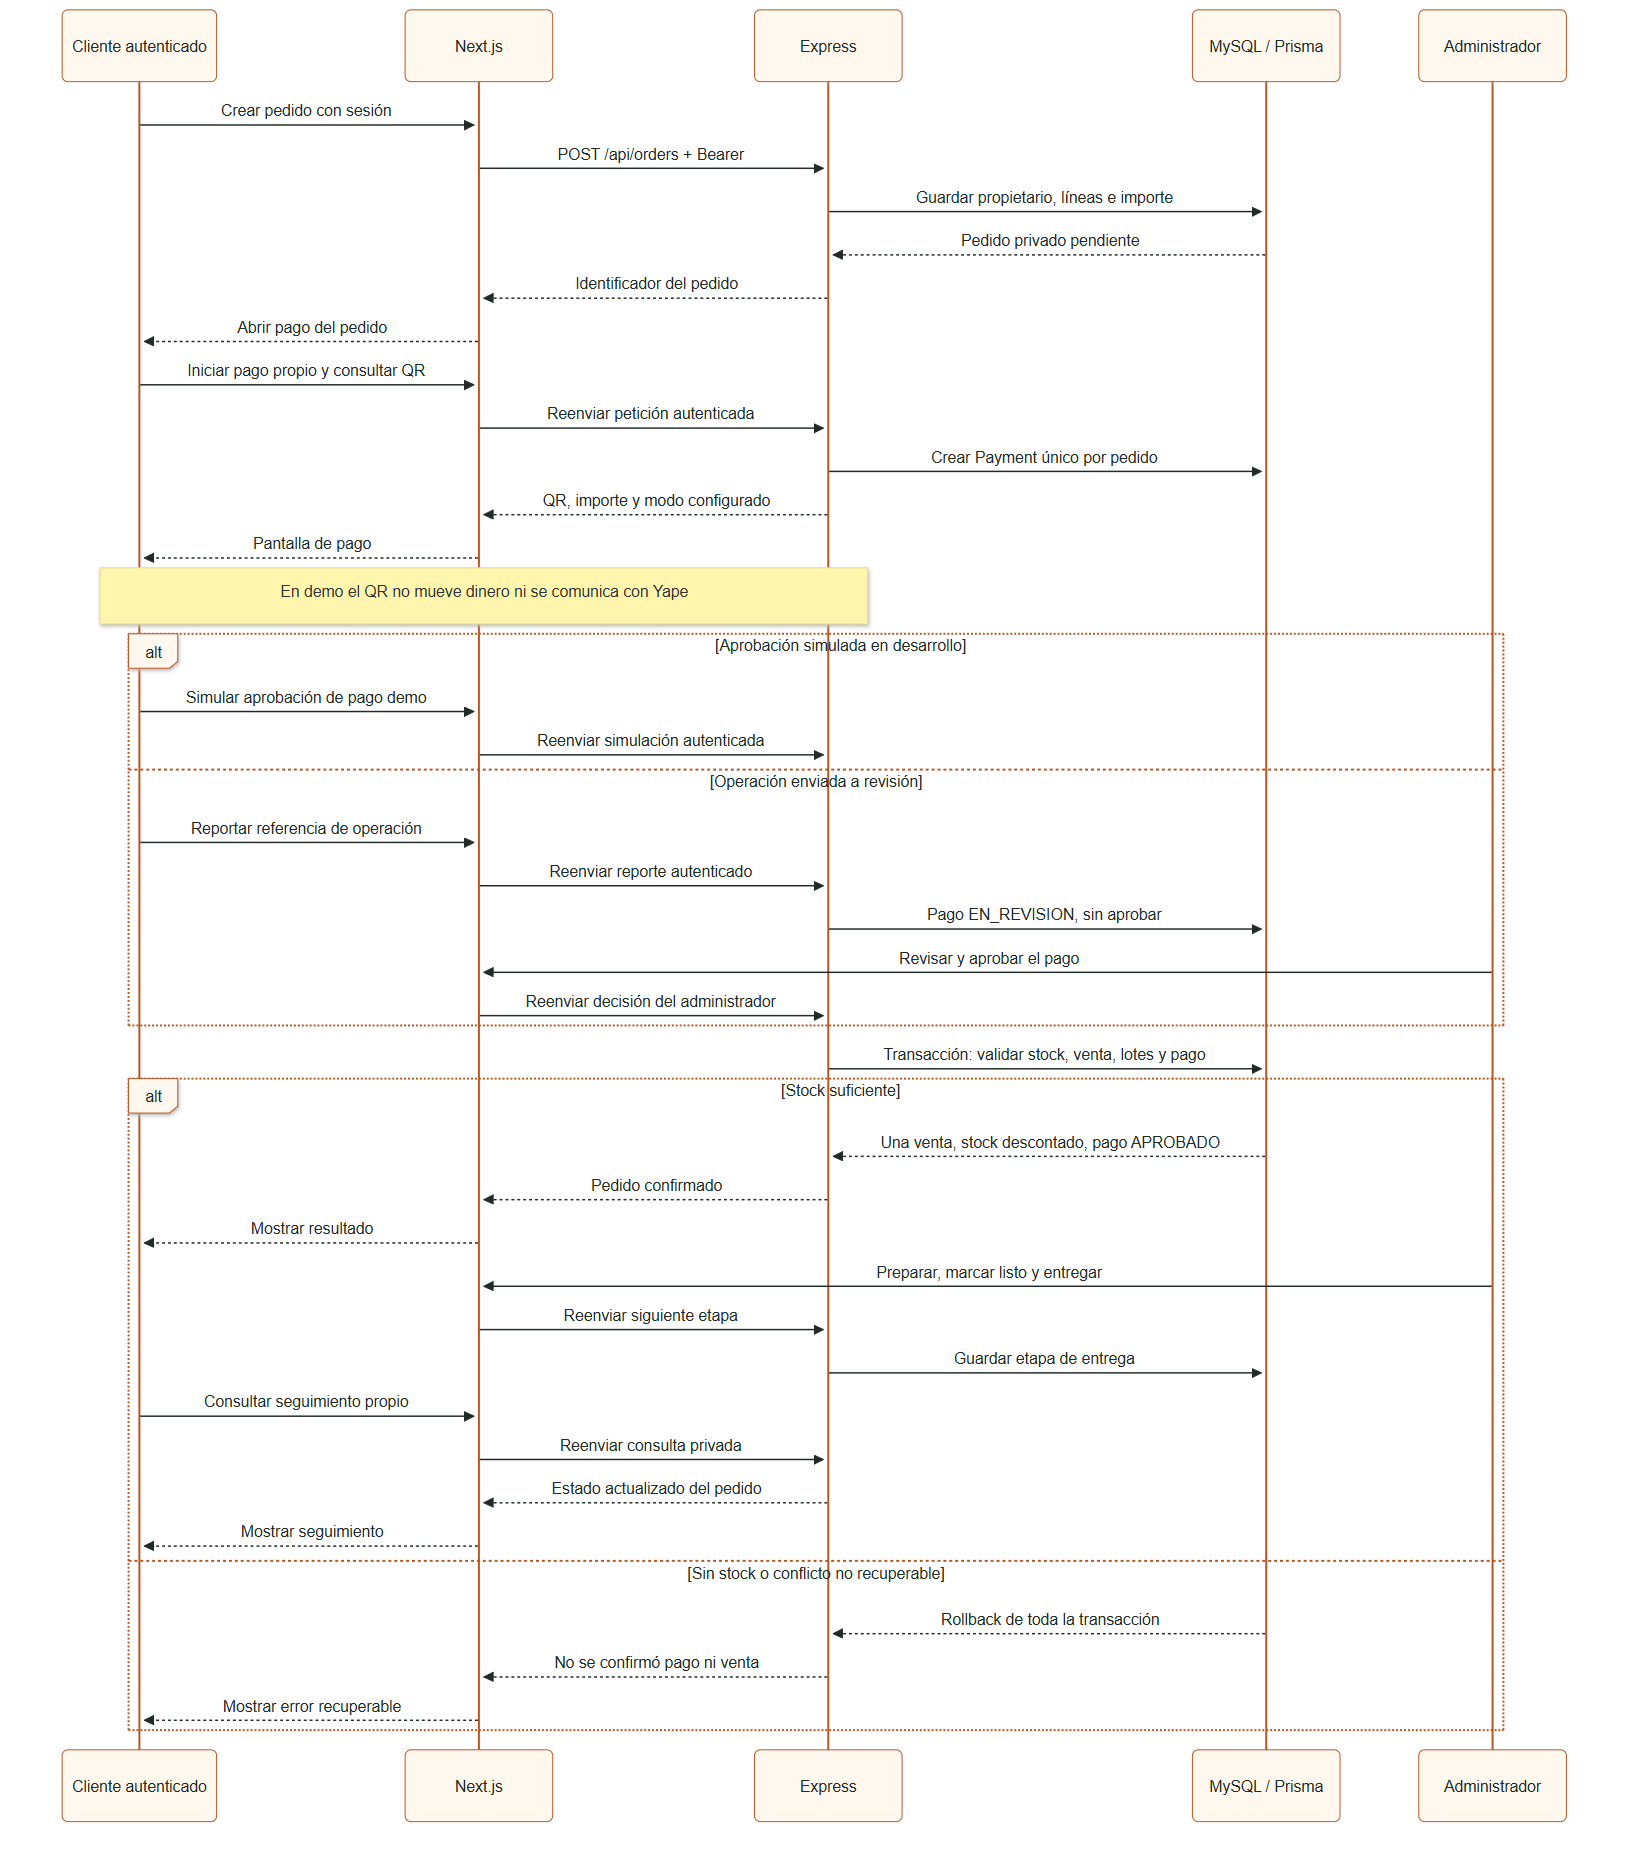 Cliente autenticado
Next.js
Express
MySQL / Prisma
Administrador
Crear pedido con sesión
POST /api/orders + Bearer
Guardar propietario, líneas e importe
Pedido privado pendiente
Identificador del pedido
Abrir pago del pedido
Iniciar pago propio y consultar QR
Reenviar petición autenticada
Crear Payment único por pedido
QR, importe y modo configurado
Pantalla de pago
En demo el QR no mueve dinero ni se comunica con Yape
alt
[Aprobación simulada en desarrollo]
Simular aprobación de pago demo
Reenviar simulación autenticada
[Operación enviada a revisión]
Reportar referencia de operación
Reenviar reporte autenticado
Pago EN_REVISION, sin aprobar
Revisar y aprobar el pago
Reenviar decisión del administrador
Transacción: validar stock, venta, lotes y pago
alt
[Stock suficiente]
Una venta, stock descontado, pago APROBADO
Pedido confirmado
Mostrar resultado
Preparar, marcar listo y entregar
Reenviar siguiente etapa
Guardar etapa de entrega
Consultar seguimiento propio
Reenviar consulta privada
Estado actualizado del pedido
Mostrar seguimiento
[Sin stock o conflicto no recuperable]
Rollback de toda la transacción
No se confirmó pago ni venta
Mostrar error recuperable
Cliente autenticado
Next.js
Express
MySQL / Prisma
Administrador